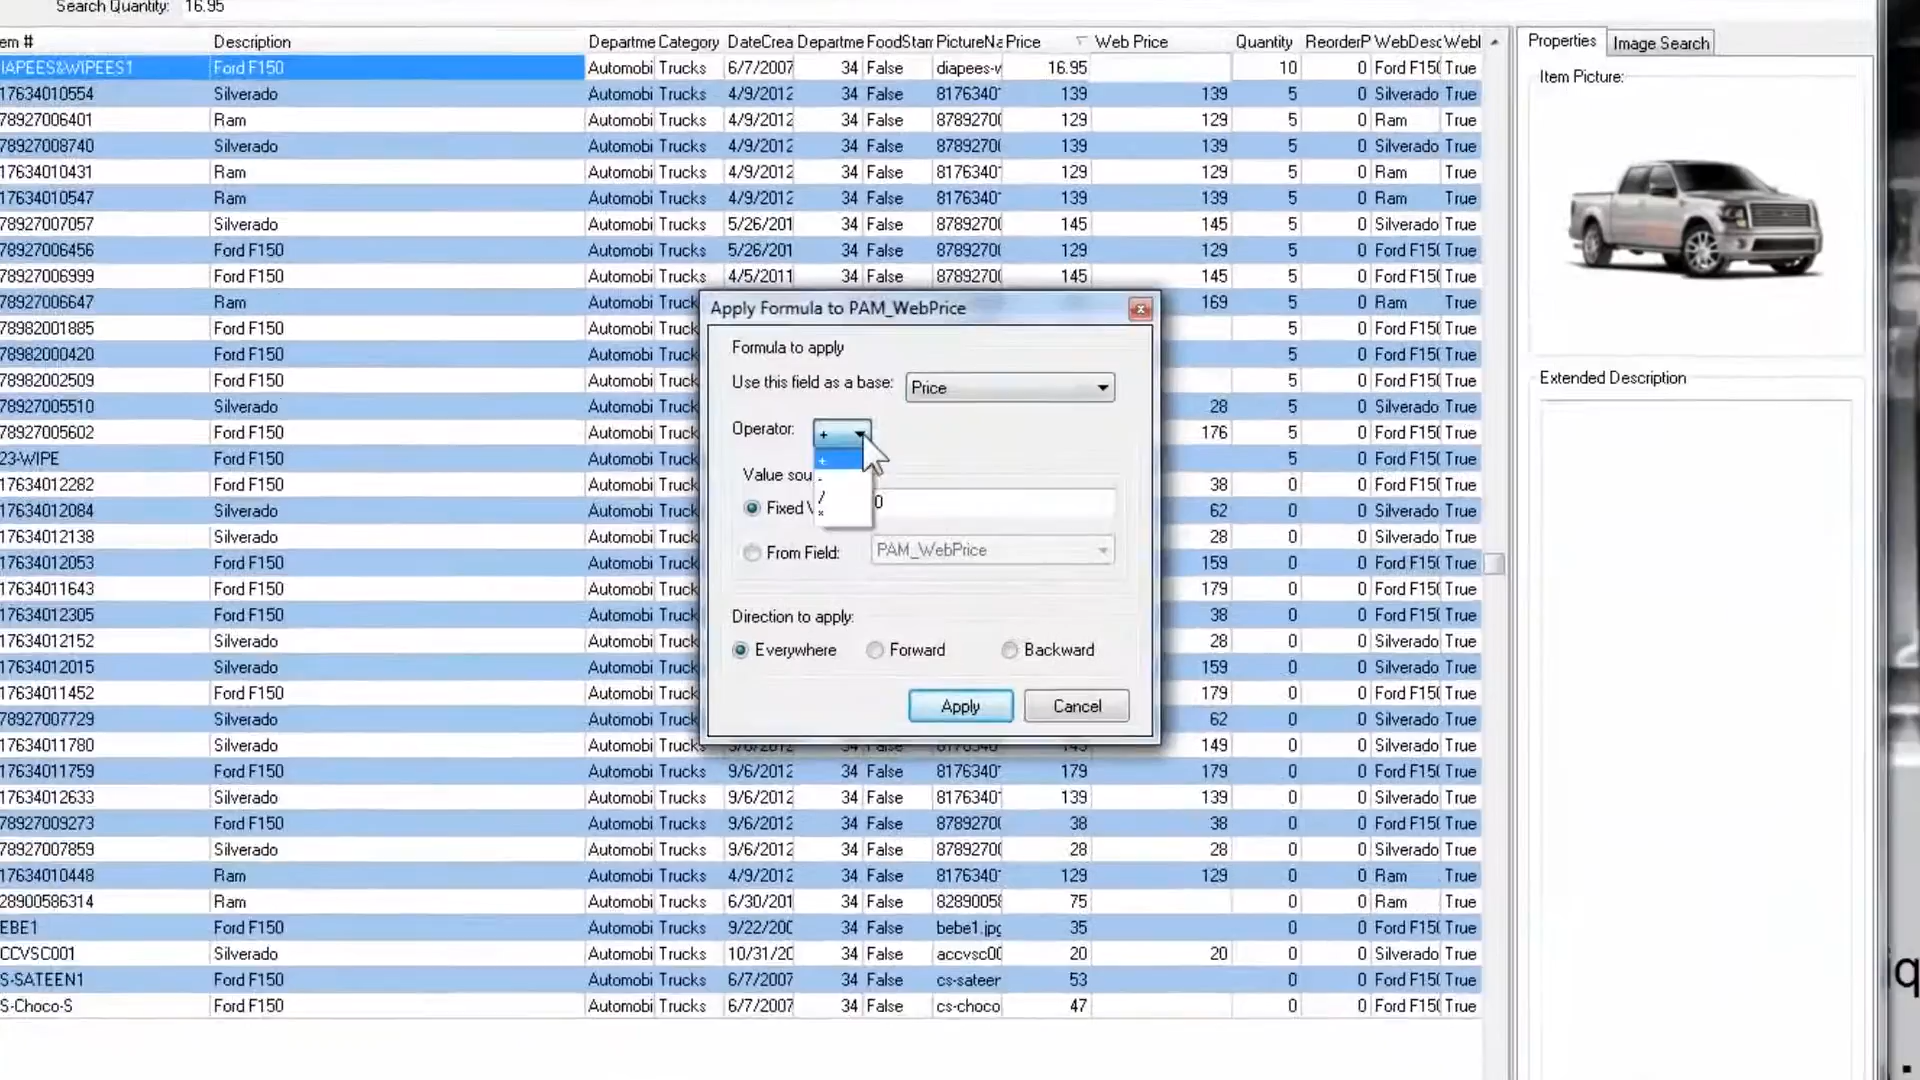 Search Quantity: 16.95
em # Description Departme Category DateCrea Departme FoodStam PictureNa Price Web Price Quantity ReorderP WebDesc WebI
IAPEES&WIPEES1 Ford F150 Automobi Trucks 6/7/2007 34 False diapees-w 16.95 10 0 Ford F150 True
17634010554 Silverado Automobi Trucks 4/9/2012 34 False 8176340 139 139 5 0 Silverado True
78927006401 Ram Automobi Trucks 4/9/2012 34 False 8789270 129 129 5 0 Ram True
78927008740 Silverado Automobi Trucks 4/9/2012 34 False 8789270 139 139 5 0 Silverado True
17634010431 Ram Automobi Trucks 4/9/2012 34 False 8176340 129 129 5 0 Ram True
17634010547 Ram Automobi Trucks 4/9/2012 34 False 8176340 139 139 5 0 Ram True
78927007057 Silverado Automobi Trucks 5/26/201 34 False 8789270 145 145 5 0 Silverado True
78927006456 Ford F150 Automobi Trucks 5/26/201 34 False 8789270 129 129 5 0 Ford F150 True
78927006999 Ford F150 Automobi Trucks 4/5/2011 34 False 8789270 145 145 5 0 Ford F150 True
78927006647 Ram Automobi Truck 169 5 0 Ram True
78982001885 Ford F150 Automobi Truck 5 0 Ford F150 True
78982000420 Ford F150 Automobi Truck 5 0 Ford F150 True
78982002509 Ford F150 Automobi Truck 5 0 Ford F150 True
78927005510 Silverado Automobi Truck 28 5 0 Silverado True
78927005602 Ford F150 Automobi Truck 176 5 0 Ford F150 True
23-WIPE Ford F150 Automobi Truck 5 0 Ford F150 True
17634012282 Ford F150 Automobi Truck 38 0 0 Ford F150 True
17634012084 Silverado Automobi Truck 62 0 0 Silverado True
17634012138 Silverado Automobi Truck 28 0 0 Silverado True
17634012053 Ford F150 Automobi Truck 159 0 0 Ford F150 True
17634011643 Ford F150 Automobi Truck 179 0 0 Ford F150 True
17634012305 Ford F150 Automobi Truck 38 0 0 Ford F150 True
17634012152 Silverado Automobi Truck 28 0 0 Silverado True
17634012015 Silverado Automobi Truck 159 0 0 Silverado True
17634011452 Ford F150 Automobi Truck 179 0 0 Ford F150 True
78927007729 Silverado Automobi Truck 62 0 0 Silverado True
17634011780 Silverado Automobi Trucks 34 False 149 0 0 Silverado True
17634011759 Ford F150 Automobi Trucks 9/6/2012 34 False 8176340 179 179 0 0 Ford F150 True
17634012633 Silverado Automobi Trucks 9/6/2012 34 False 8176340 139 139 0 0 Silverado True
78927009273 Ford F150 Automobi Trucks 9/6/2012 34 False 8789270 38 38 0 0 Ford F150 True
78927007859 Silverado Automobi Trucks 9/6/2012 34 False 8789270 28 28 0 0 Silverado True
17634010448 Ram Automobi Trucks 4/9/2012 34 False 8176340 129 129 0 0 Ram True
28900586314 Ram Automobi Trucks 6/30/201 34 False 8289005 75 0 0 Ram True
EBE1 Ford F150 Automobi Trucks 9/22/200 34 False bebe1.jpg 35 0 0 Ford F150 True
CCVSC001 Silverado Automobi Trucks 10/31/20 34 False accvsc00 20 20 0 0 Silverado True
S-SATEEN1 Ford F150 Automobi Trucks 6/7/2007 34 False cs-sateer 53 0 0 Ford F150 True
S-Choco-S Ford F150 Automobi Trucks 6/7/2007 34 False cs-choco 47 0 0 Ford F150 True
Apply Formula to PAM_WebPrice
Formula to apply
Use this field as a base: Price
Operator: +
+
-
/
*
Value sou
Fixed V 0
From Field: PAM_WebPrice
Direction to apply:
Everywhere Forward Backward
Apply Cancel
Properties Image Search
Item Picture:
Extended Description
iq